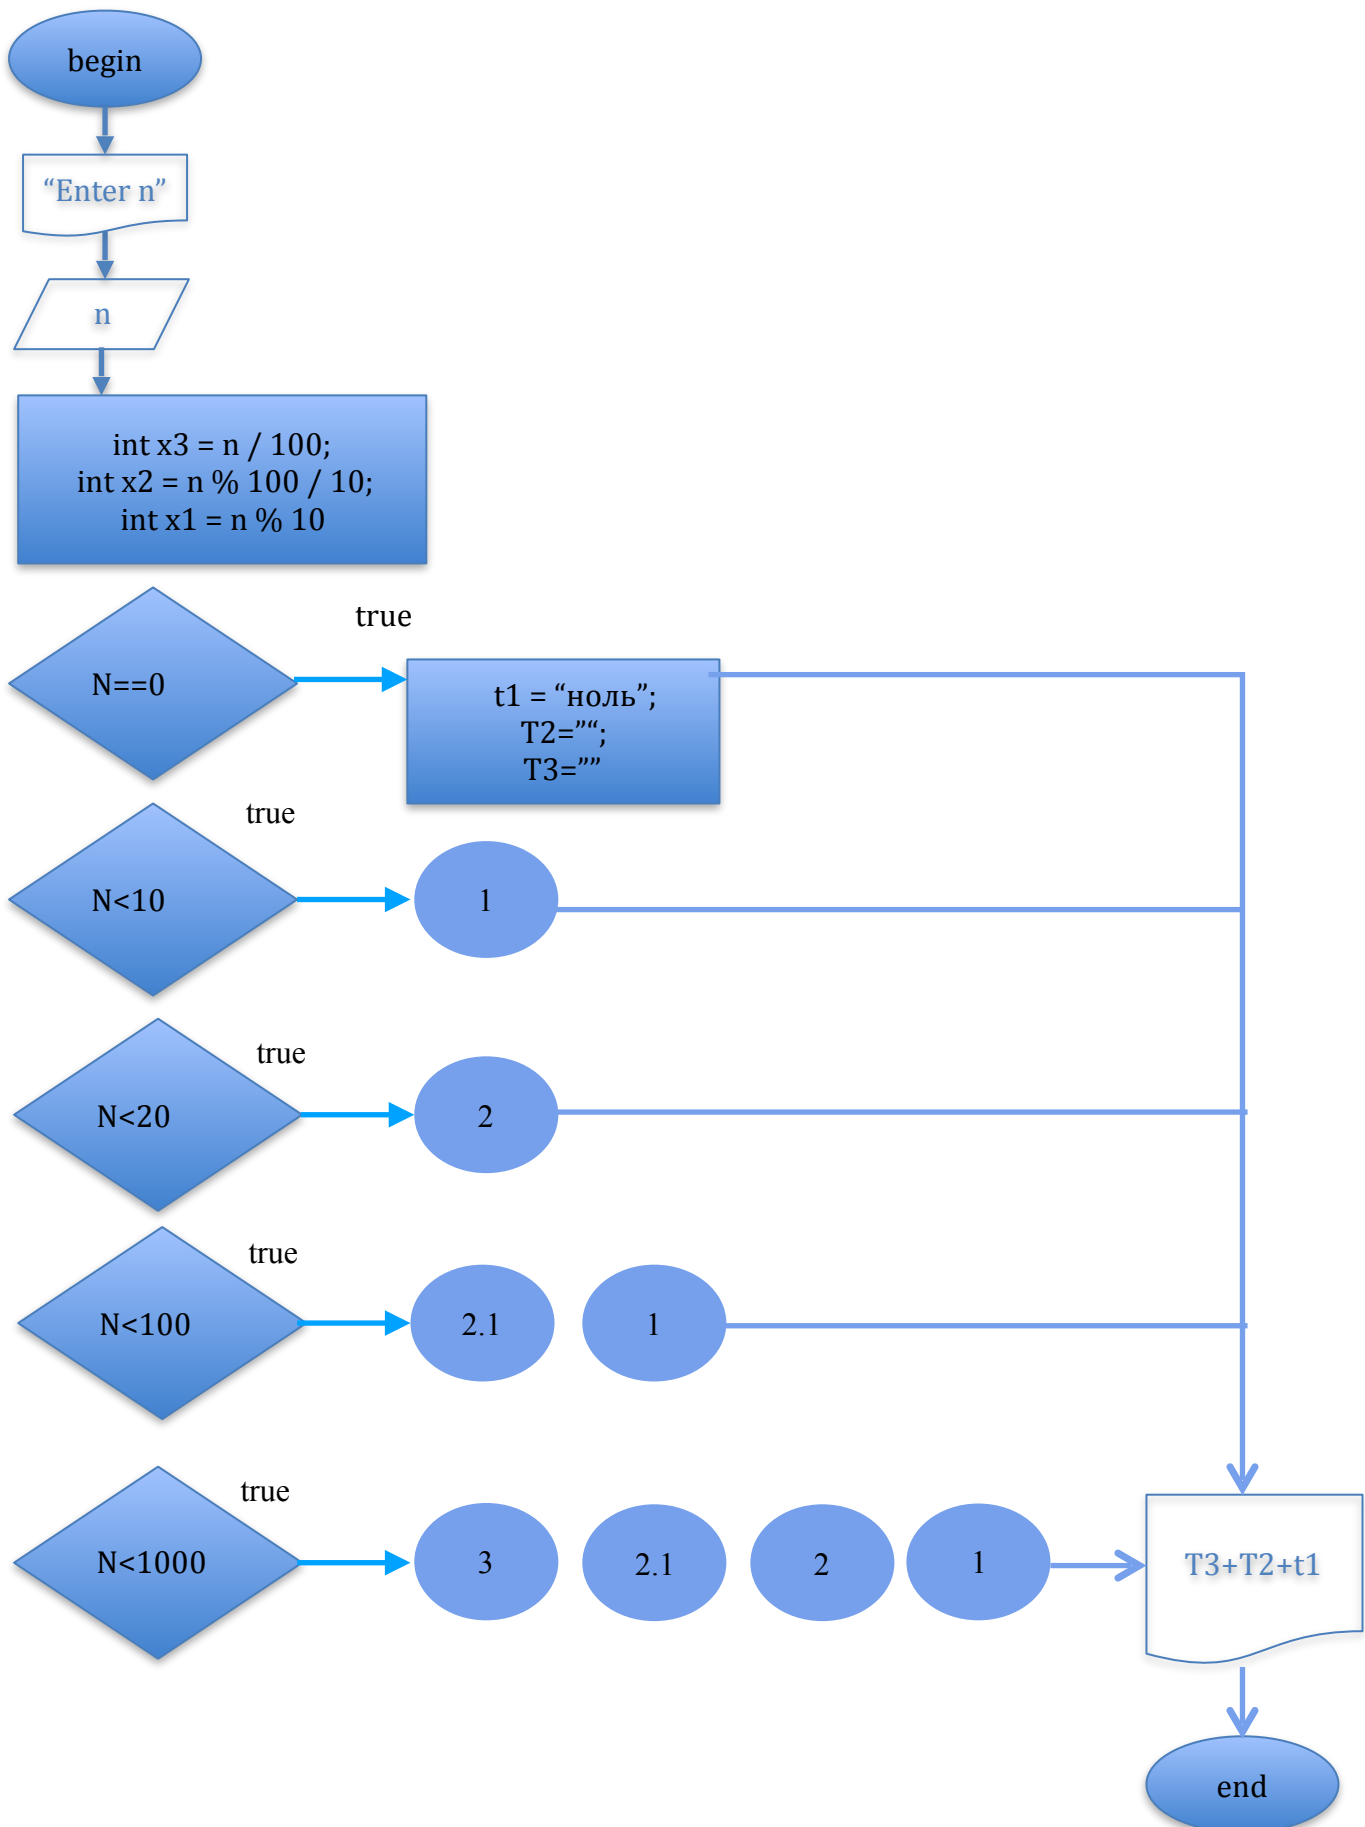 begin
“Enter n”
n
int x3 = n / 100;
int x2 = n % 100 / 10;
int x1 = n % 10
true
N==0
t1 = “ноль”;
T2=”“;
T3=””
true
N<10
1
true
N<20
2
true
N<100
2.1
1
true
N<1000
3
2.1
2
1
T3+T2+t1
end